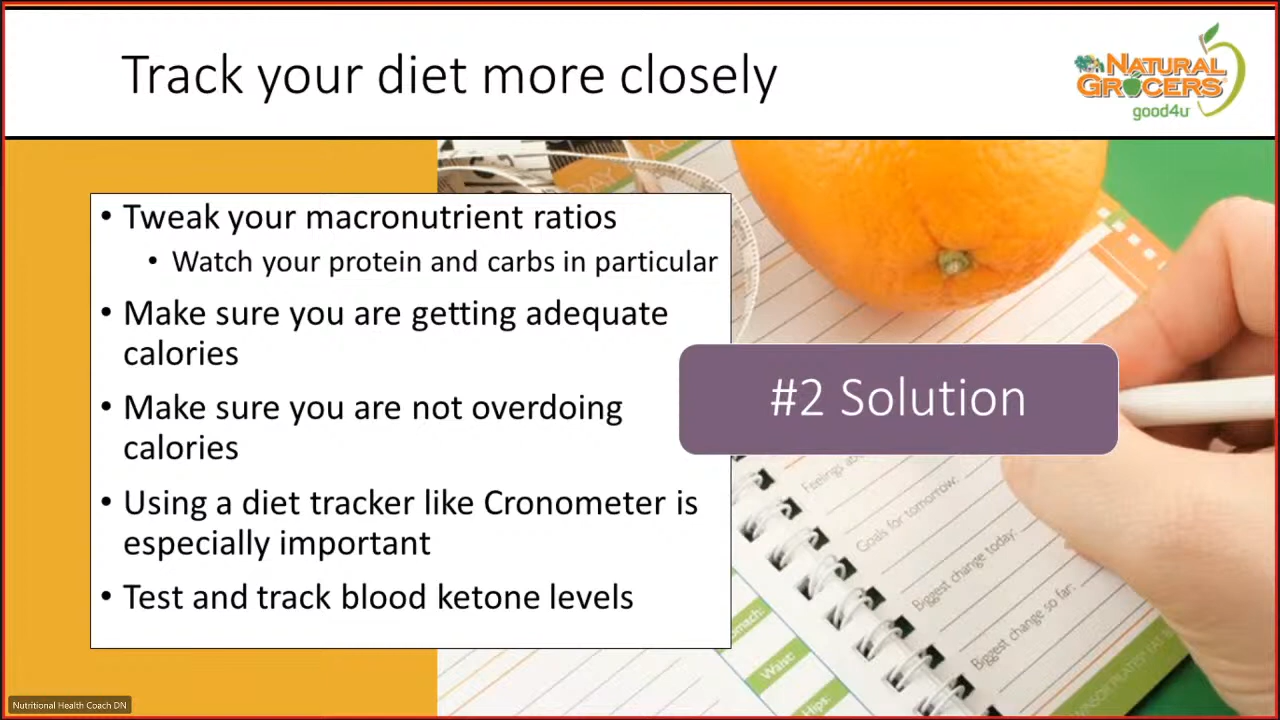 Track your diet more closely
NATURAL
GROCERS
good4u
• Tweak your macronutrient ratios
• Watch your protein and carbs in particular
• Make sure you are getting adequate
calories
• Make sure you are not overdoing
calories
• Using a diet tracker like Cronometer is
especially important
• Test and track blood ketone levels
#2 Solution
Feelings
Goals for tomorrow:
Biggest change today:
Biggest change so far:
Waist:
Hips:
Nutritional Health Coach DN